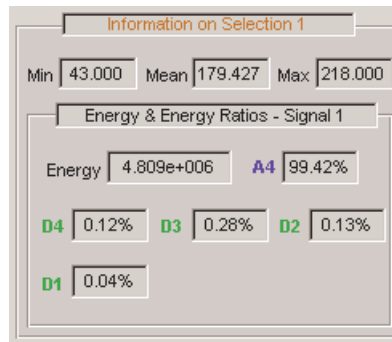 Information on Selection 1
Min 43.000 Mean 179.427 Max 218.000
Energy & Energy Ratios - Signal 1
Energy 4.809e+006 A4 99.42%
D4 0.12% D3 0.28% D2 0.13%
D1 0.04%